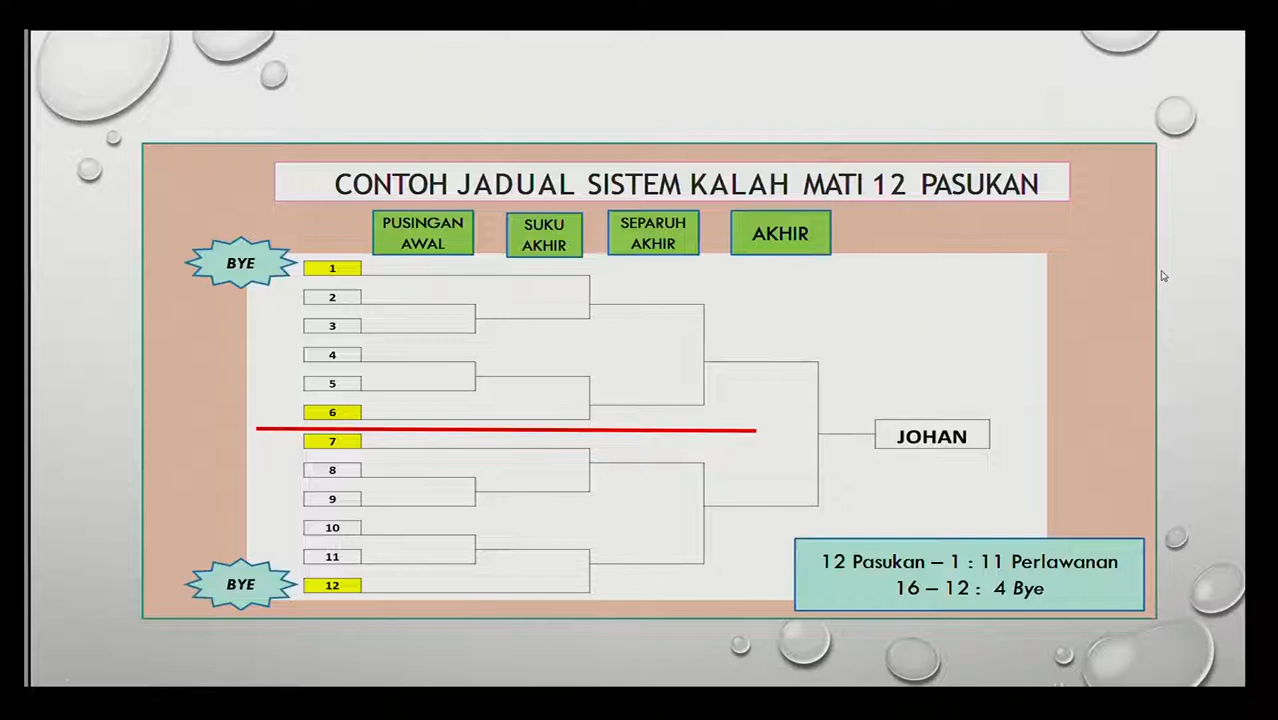 CONTOH JADUAL SISTEM KALAH MATI 12 PASUKAN
PUSINGAN
AWAL
SUKU
AKHIR
SEPARUH
AKHIR
AKHIR
BYE
1
2
3
4
5
6
7
8
9
10
11
12
BYE
JOHAN
12 Pasukan – 1 : 11 Perlawanan
16 – 12 : 4 Bye